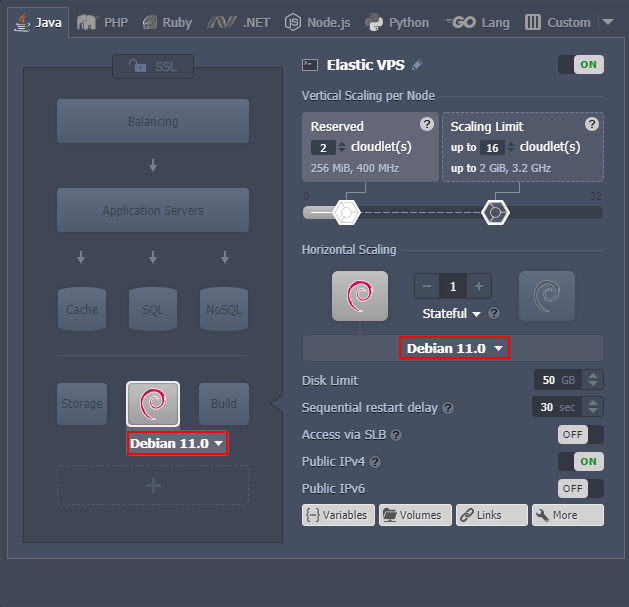 Java PHP Ruby .NET Node.js Python GO Lang Custom
SSL
Balancing
Application Servers
Cache SQL NoSQL
Storage Build
Debian 11.0
+
Elastic VPS ON
Vertical Scaling per Node
Reserved ?
2 cloudlet(s)
256 MiB, 400 MHz
Scaling Limit ?
up to 16 cloudlet(s)
up to 2 GiB, 3.2 GHz
0 32
Horizontal Scaling
− 1 +
Stateful ?
Debian 11.0
Disk Limit 50 GB
Sequential restart delay ? 30 sec
Access via SLB ? OFF
Public IPv4 ? ON
Public IPv6 OFF
Variables Volumes Links More